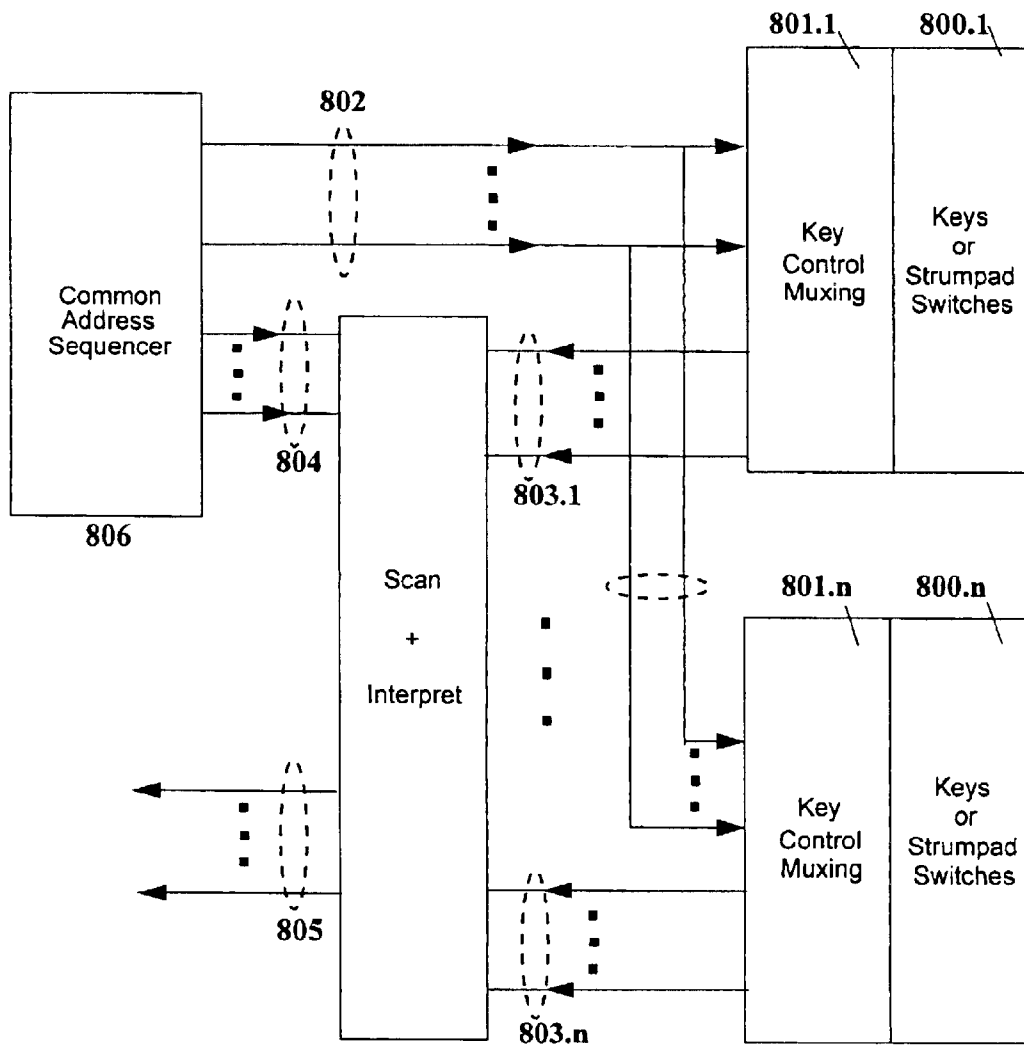 801.1 800.1
802
Key
Control
Muxing
Keys
or
Strumpad
Switches
Common
Address
Sequencer
804
803.1
806
Scan
+
Interpret
801.n 800.n
Key
Control
Muxing
Keys
or
Strumpad
Switches
805
803.n